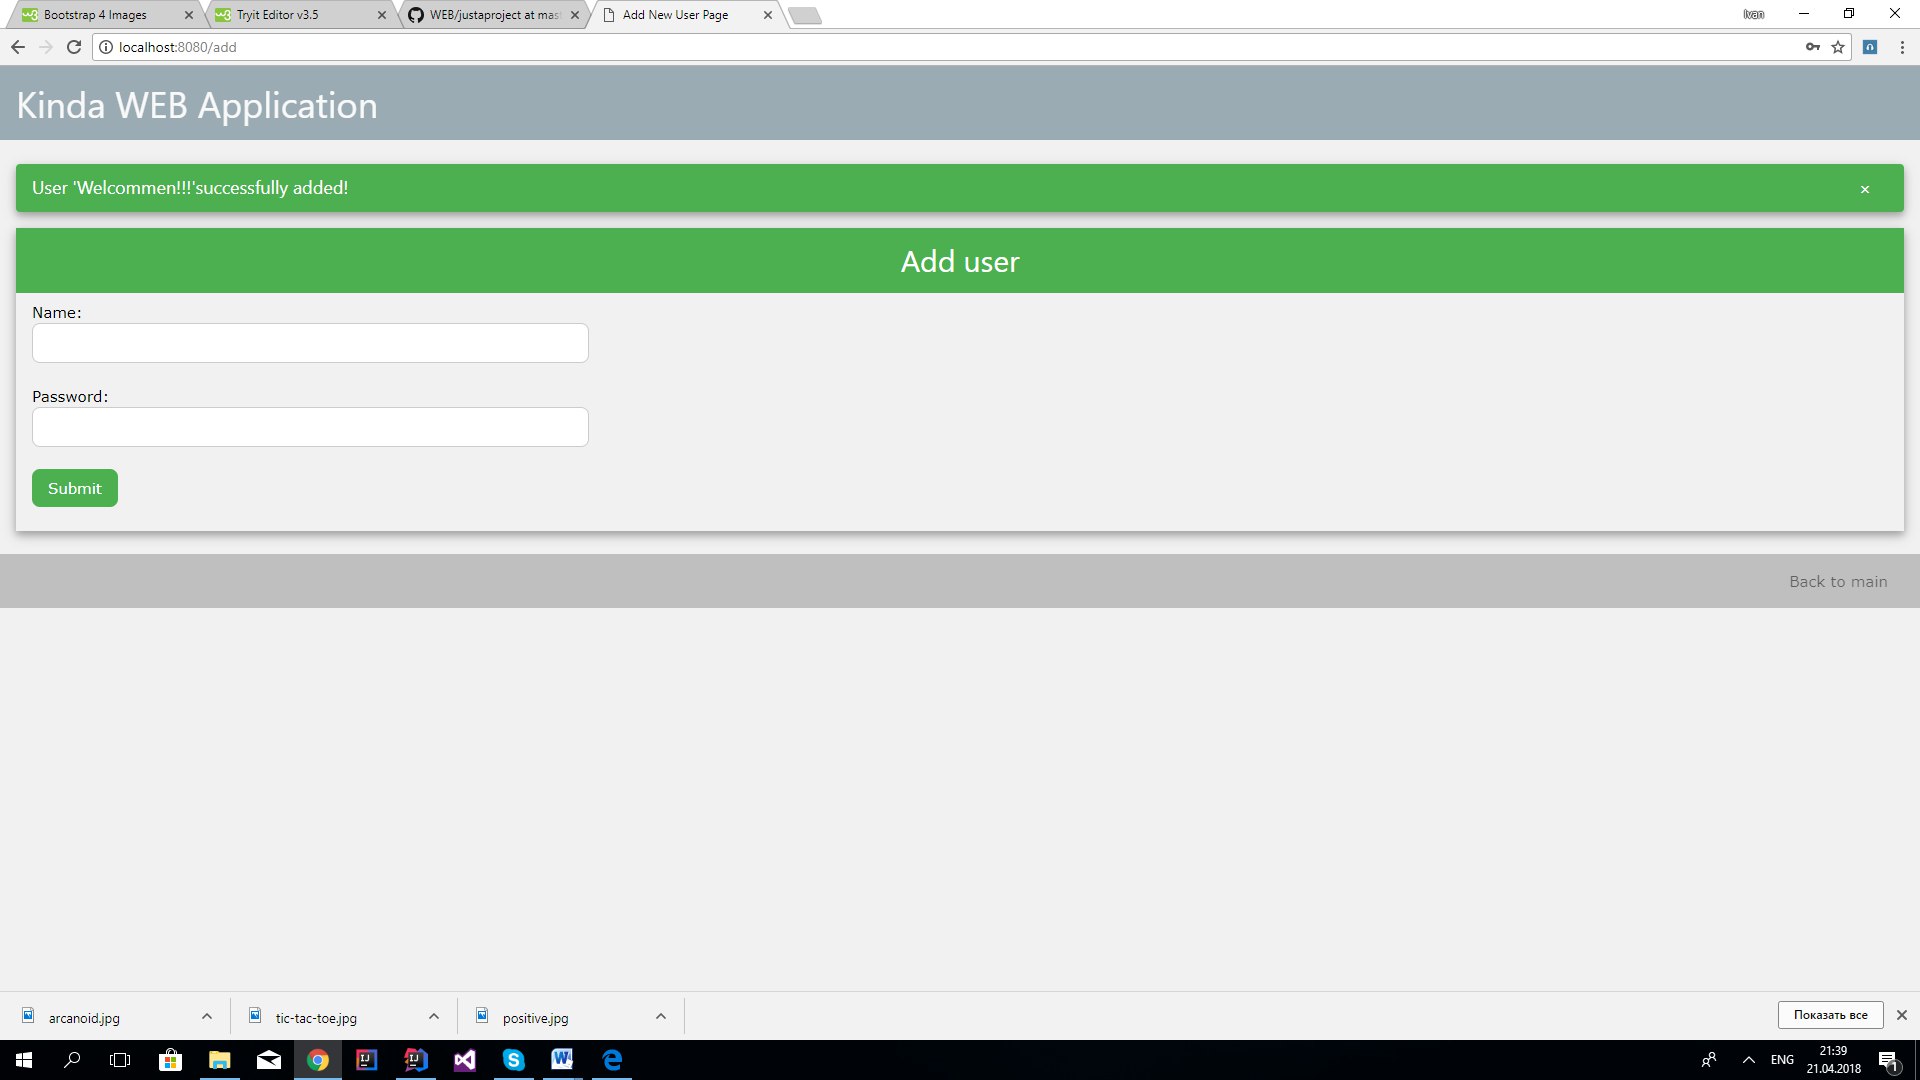 Bootstrap 4 Images
Tryit Editor v3.5
WEB/justaproject at mas
Add New User Page
Ivan
localhost:8080/add
Kinda WEB Application
User 'Welcommen!!!'successfully added!
×
Add user
Name:
Password:
Submit
Back to main
arcanoid.jpg
tic-tac-toe.jpg
positive.jpg
Показать все
ENG
21:39
21.04.2018
1